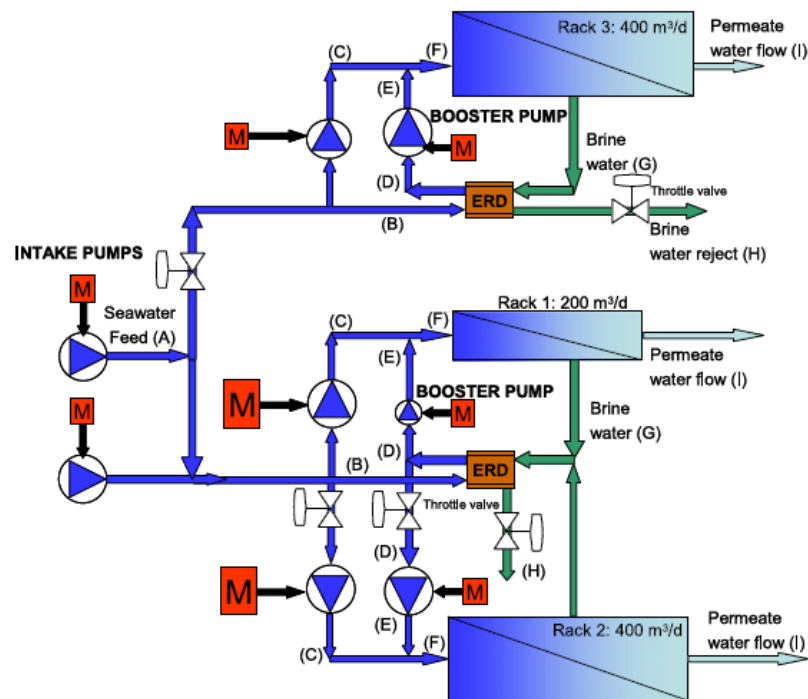 Rack 3: 400 m³/d
Permeate
water flow (I)
(C)
(F)
(E)
BOOSTER PUMP
M
M
Brine
water (G)
(D)
Throttle valve
ERD
(B)
Brine
water reject (H)
INTAKE PUMPS
M
Seawater
Feed (A)
Rack 1: 200 m³/d
(C)
(F)
Permeate
water flow (I)
(E)
BOOSTER PUMP
M
M
M
Brine
water (G)
(D)
(B)
ERD
Throttle valve
(D)
(H)
M
M
(E)
(C)
(F)
Rack 2: 400 m³/d
Permeate
water flow (I)